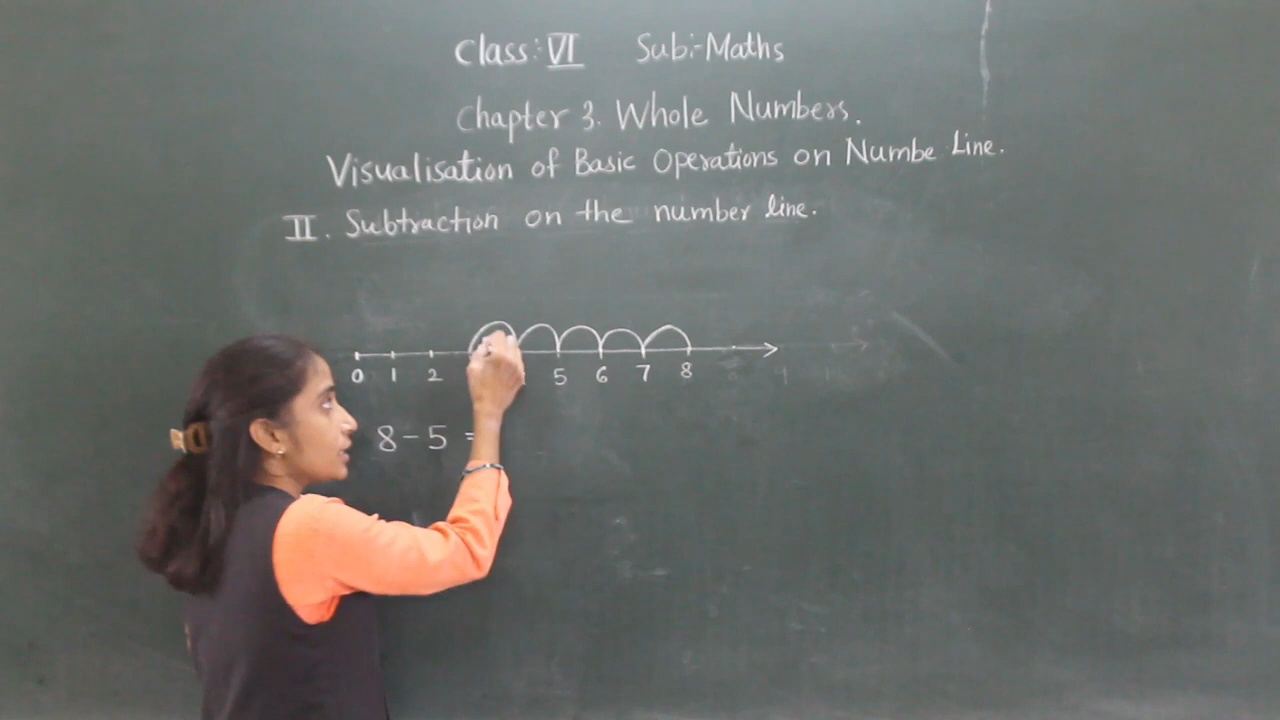 Class:- VI Sub:- Maths
Chapter 3. Whole Numbers.
Visualisation of Basic Operations on Numbe Line.
II. Subtraction on the number line.
0 1 2 5 6 7 8
8 - 5 =